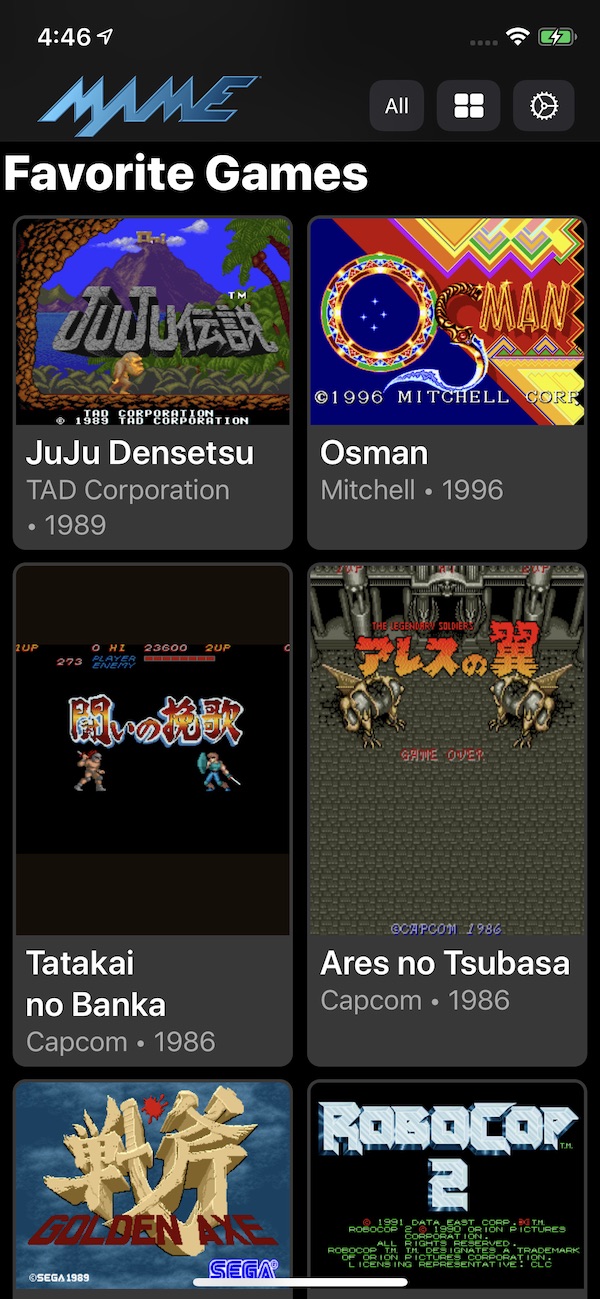 4:46
MAME
All
Favorite Games
JUJU伝説
TM
TAD CORPORATION
© 1989 TAD CORPORATION
JuJu Densetsu
TAD Corporation
• 1989
OSMAN
©1996 MITCHELL CORP
Osman
Mitchell • 1996
1UP 0 HI 23600 2UP 0
273 PLAYER
ENEMY
闘いの挽歌
Tatakai
no Banka
Capcom • 1986
THE LEGENDARY SOLDIERS
アレスの翼
GAME OVER
©CAPCOM 1986
Ares no Tsubasa
Capcom • 1986
戦斧
GOLDEN AXE
©SEGA 1989
SEGA®
ROBOCOP
T.M.
2
© 1991 DATA EAST CORP. T.M.
ROBOCOP 2 © 1990 ORION PICTURES
CORPORATION.
ALL RIGHTS RESERVED.
ROBOCOP T.M. T.M. DESIGNATES A TRADEMARK
OF ORION PICTURES CORPORATION.
LICENSING REPRESENTATIVE: CLC